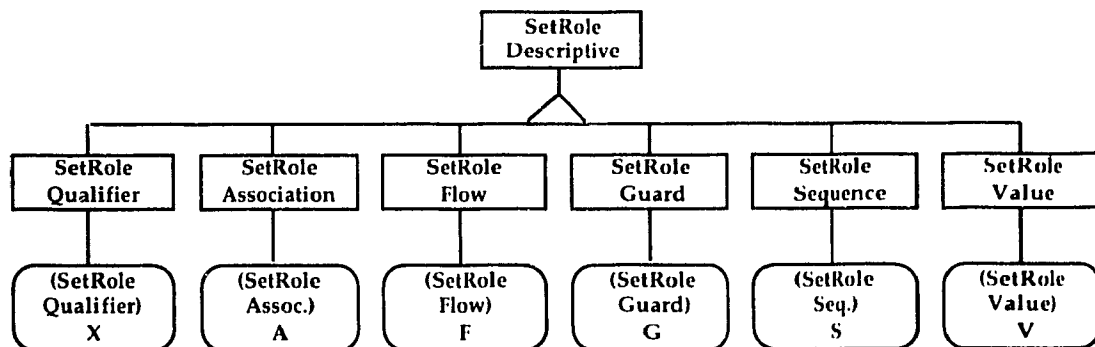 SetRole
Descriptive
SetRole
Qualifier
SetRole
Association
SetRole
Flow
SetRole
Guard
SetRole
Sequence
SetRole
Value
(SetRole
Qualifier)
X
(SetRole
Assoc.)
A
(SetRole
Flow)
F
(SetRole
Guard)
G
(SetRole
Seq.)
S
(SetRole
Value)
V